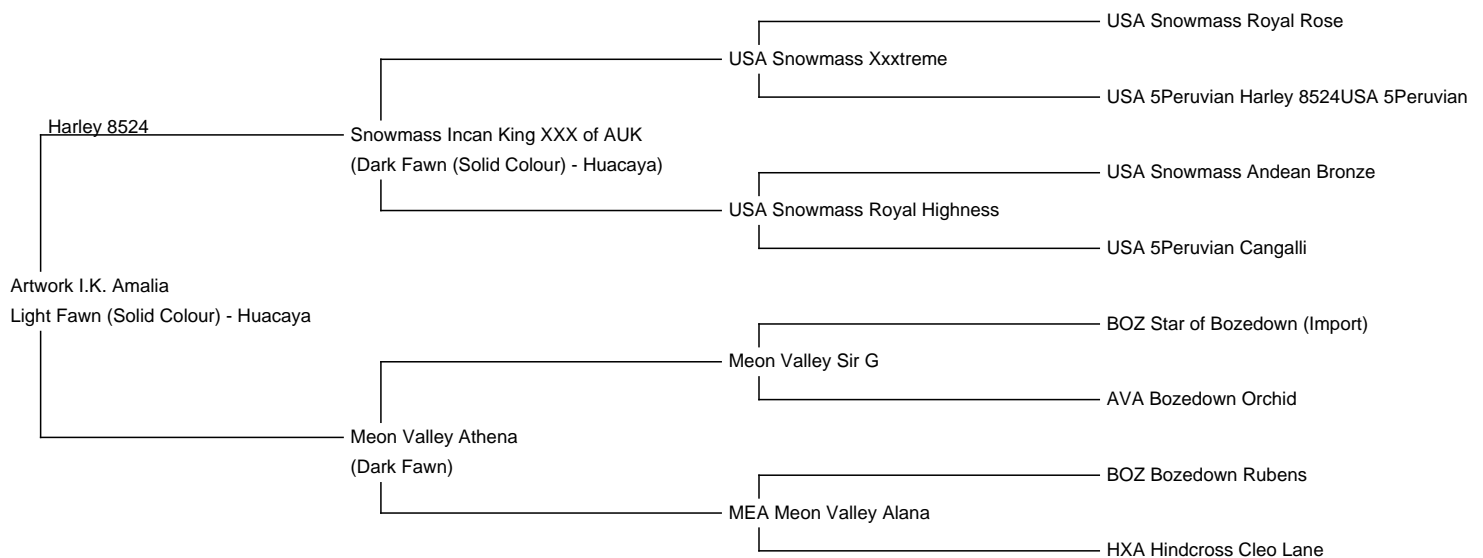 USA Snowmass Royal Rose
USA Snowmass Xxxtreme
USA 5Peruvian Harley 8524USA 5Peruvian
Harley 8524
Snowmass Incan King XXX of AUK
(Dark Fawn (Solid Colour) - Huacaya)
USA Snowmass Andean Bronze
USA Snowmass Royal Highness
USA 5Peruvian Cangalli
Artwork I.K. Amalia
Light Fawn (Solid Colour) - Huacaya
BOZ Star of Bozedown (Import)
Meon Valley Sir G
AVA Bozedown Orchid
Meon Valley Athena
(Dark Fawn)
BOZ Bozedown Rubens
MEA Meon Valley Alana
HXA Hindcross Cleo Lane